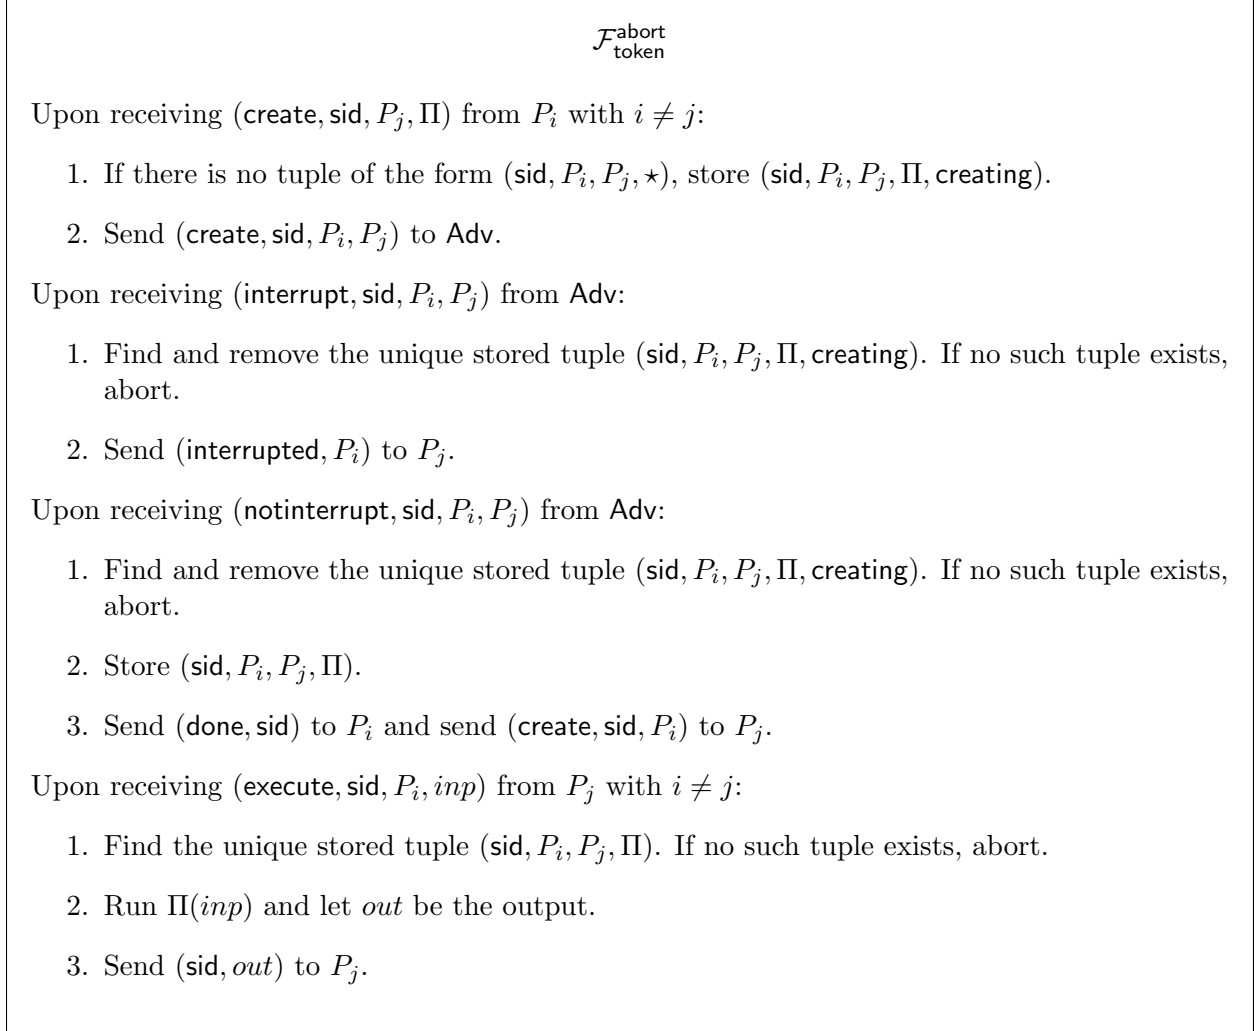 $\mathcal{F}^{\mathsf{abort}}_{\mathsf{token}}$
Upon receiving (create, sid, $P_j$, Π) from $P_i$ with $i \neq j$:
1. If there is no tuple of the form (sid, $P_i$, $P_j$, ⋆), store (sid, $P_i$, $P_j$, Π, creating).
2. Send (create, sid, $P_i$, $P_j$) to Adv.
Upon receiving (interrupt, sid, $P_i$, $P_j$) from Adv:
1. Find and remove the unique stored tuple (sid, $P_i$, $P_j$, Π, creating). If no such tuple exists,
abort.
2. Send (interrupted, $P_i$) to $P_j$.
Upon receiving (notinterrupt, sid, $P_i$, $P_j$) from Adv:
1. Find and remove the unique stored tuple (sid, $P_i$, $P_j$, Π, creating). If no such tuple exists,
abort.
2. Store (sid, $P_i$, $P_j$, Π).
3. Send (done, sid) to $P_i$ and send (create, sid, $P_i$) to $P_j$.
Upon receiving (execute, sid, $P_i$, $inp$) from $P_j$ with $i \neq j$:
1. Find the unique stored tuple (sid, $P_i$, $P_j$, Π). If no such tuple exists, abort.
2. Run Π($inp$) and let $out$ be the output.
3. Send (sid, $out$) to $P_j$.